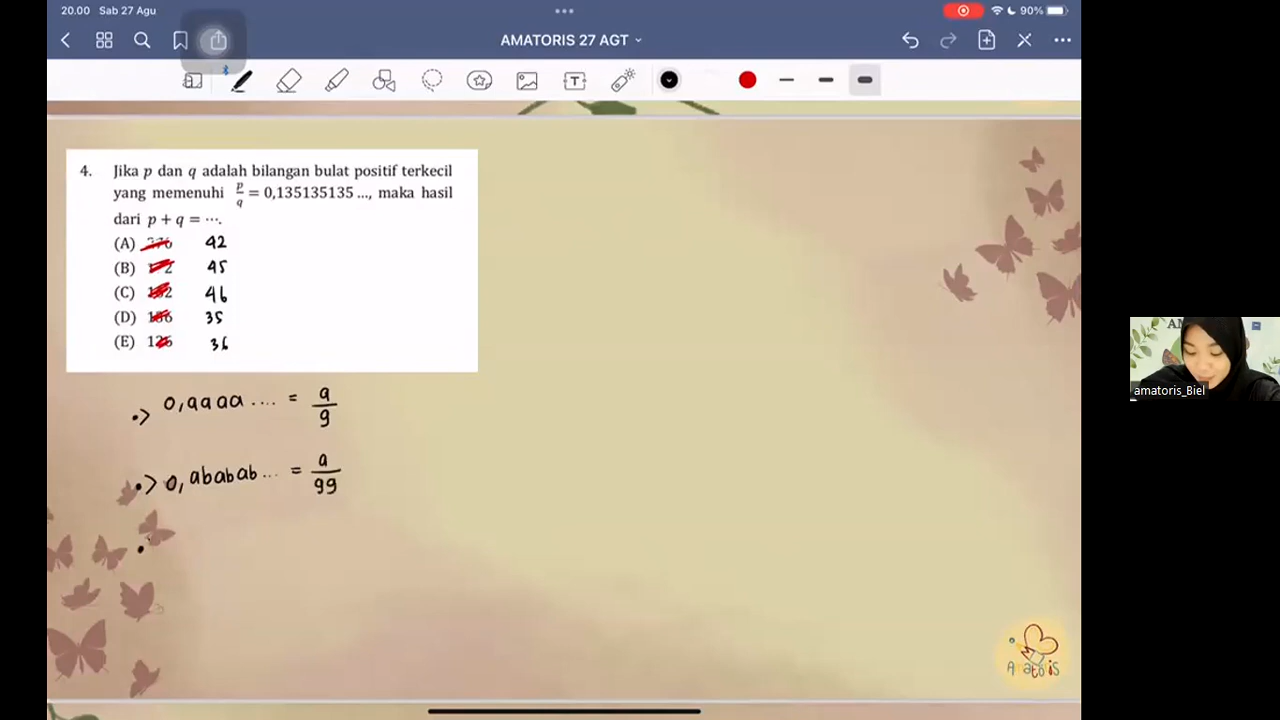 20.00 Sab 27 Agu
90%
AMATORIS 27 AGT
4. Jika p dan q adalah bilangan bulat positif terkecil
yang memenuhi p/q = 0,135135135 ..., maka hasil
dari p + q = ⋯.
(A) 42
(B) 45
(C) 46
(D) 35
(E) 36
•> 0,aaaa.... = a/9
•> 0,ababab... = a/99
amatoris_Biel
Amatoris